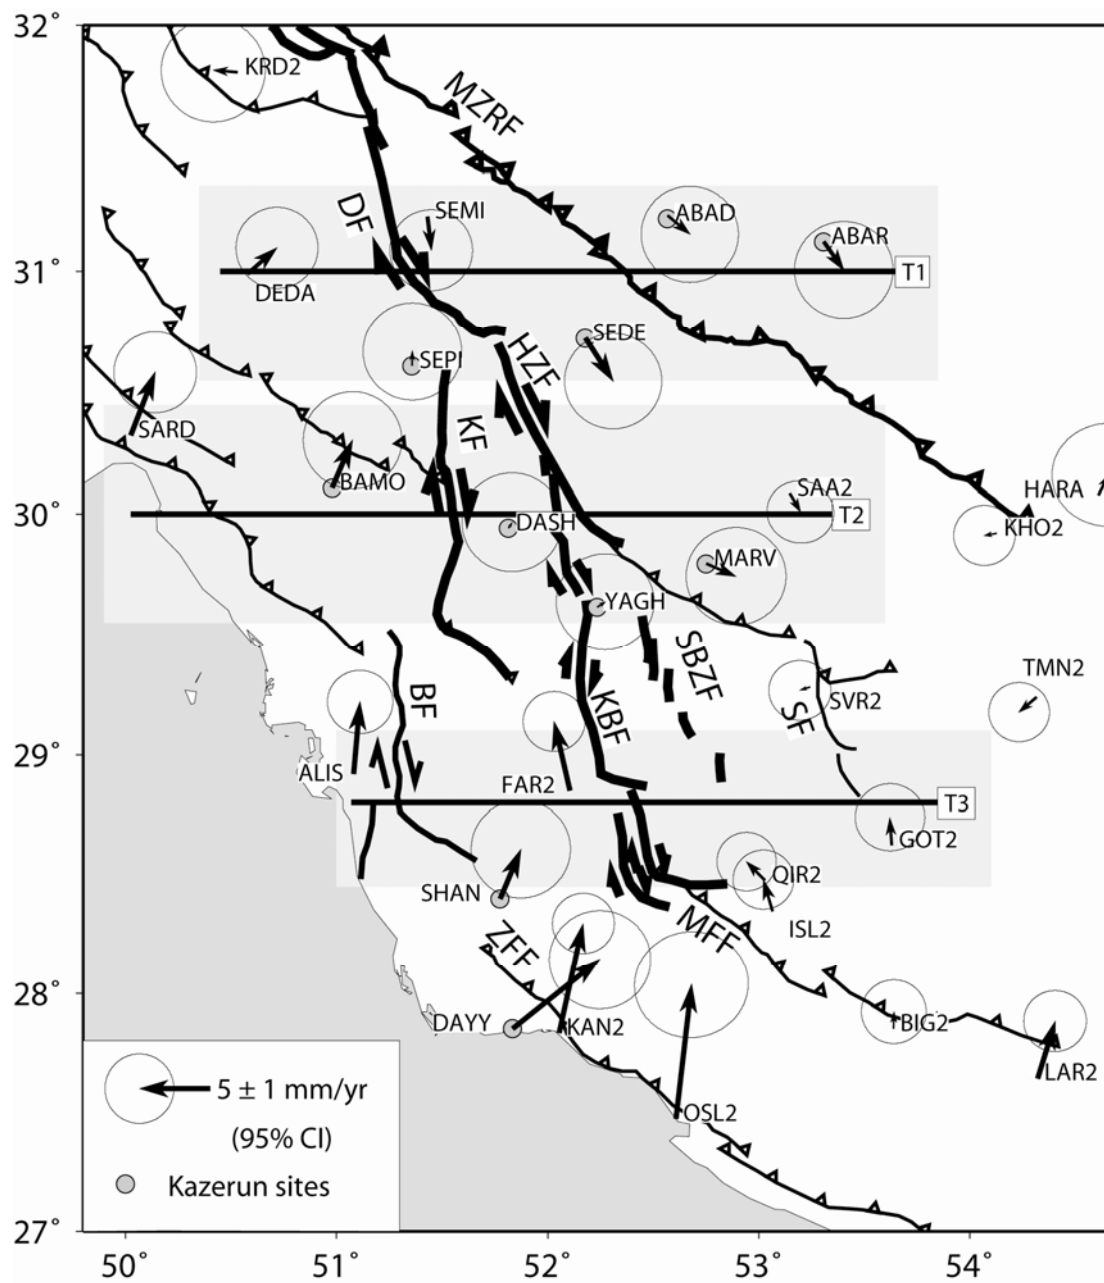 32°
KRD2
MZRF
DF
SEMI
ABAD
ABAR
31°
T1
DEDA
HZF
SEDE
SEPI
KF
SARD
BAMO
SAA2
HARA
30°
DASH
T2
KHO2
MARV
YAGH
SBZF
TMN2
SVR2
BF
KBF
SF
29°
ALIS
FAR2
T3
GOT2
SHAN
QIR2
ISL2
ZFF
MFF
28°
DAYY
KAN2
BIG2
LAR2
OSL2
5 ± 1 mm/yr
(95% CI)
Kazerun sites
27°
50° 51° 52° 53° 54°